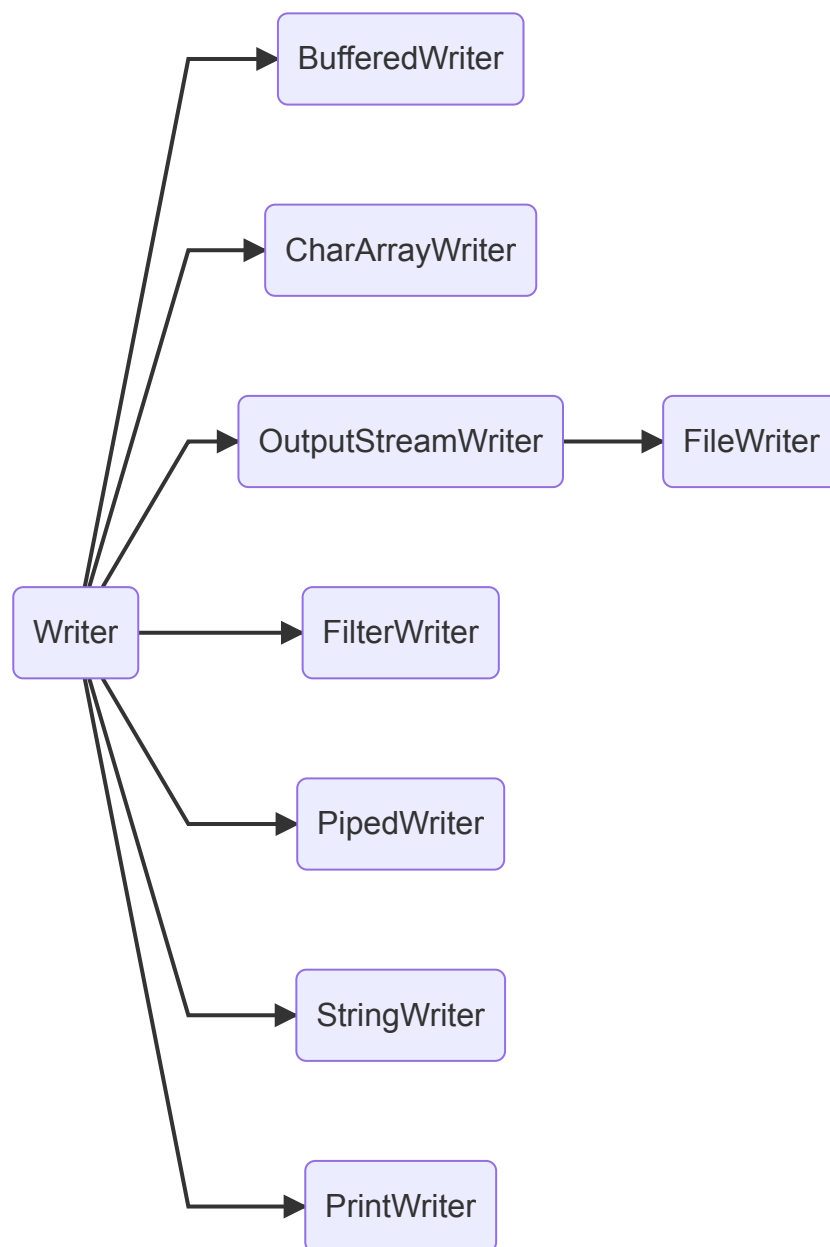 BufferedWriter
CharArrayWriter
OutputStreamWriter
FileWriter
Writer
FilterWriter
PipedWriter
StringWriter
PrintWriter